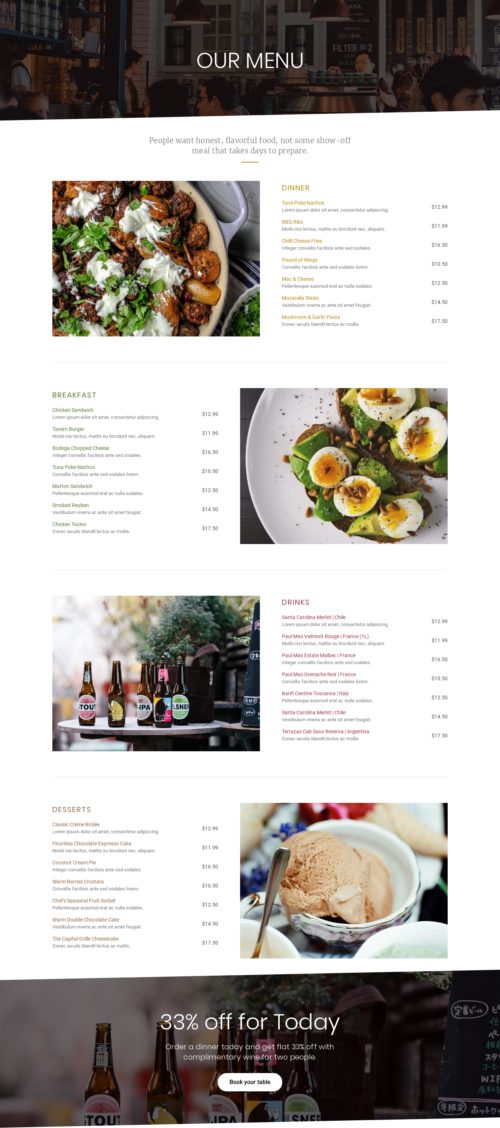 OUR MENU
FILTER Nº2
People want honest, flavorful food, not some show-off
meal that takes days to prepare.
DINNER
Tuna Poke Nachos
Lorem ipsum dolor sit amet, consectetur adipiscing.
$12.99
BBQ Ribs
Morbi nisi lectus, mattis eu tincidunt nec, aliquam.
$11.99
Chilli Cheese Fries
Integer convallis facilisis ante sed sodales.
$16.50
Pound of Wings
Convallis facilisis ante sed sodales lorem.
$10.50
Mac & Cheese
Pellentesque euismod erat ac nulla sodales.
$12.50
Mozarella Sticks
Vestibulum viverra ac ante sit amet feugiat.
$14.50
Mushroom & Garlic Pasta
Donec iaculis blandit lectus ac mollis.
$17.50
BREAKFAST
Chicken Sandwich
Lorem ipsum dolor sit amet, consectetur adipiscing.
$12.99
Tavern Burger
Morbi nisi lectus, mattis eu tincidunt nec, aliquam.
$11.99
Bodega Chopped Cheese
Integer convallis facilisis ante sed sodales.
$16.50
Tuna Poke Nachos
Convallis facilisis ante sed sodales.
$10.50
Mutton Sandwich
Pellentesque euismod erat ac nulla sodales.
$12.50
Smoked Reuben
Vestibulum viverra ac ante sit amet feugiat.
$14.50
Chicken Tocino
Donec iaculis blandit lectus ac mollis.
$17.50
STOUT
IPA
PILSNER
DRINKS
Santa Carolina Merlot | Chile
Lorem ipsum dolor sit amet, consectetur adipiscing
$12.99
Paul Mas Valmont Rouge | France (1L)
Morbi nisi lectus, mattis eu tincidunt nec, aliquam.
$11.99
Paul Mas Estate Malbec | France
Integer convallis facilisis ante sed sodales
$16.50
Paul Mas Grenache Noir | France
Convallis facilisis ante sed sodales lorem.
$10.50
Banfi Centine Toscanna | Italy
Pellentesque euismod erat ac nulla sodales
$12.50
Santa Carolina Merlot | Chile
Vestibulum viverra ac ante sit amet feugiat.
$14.50
Terrazas Cab Sauv Reserva | Argentina
Donec iaculis blandit lectus ac mollis.
$17.50
DESSERTS
Classic Crème Brûlée
Lorem ipsum dolor sit amet, consectetur adipiscing.
$12.99
Flourless Chocolate Espresso Cake
Morbi nisi lectus, mattis eu tincidunt nec, aliquam.
$11.99
Coconut Cream Pie
Integer convallis facilisis ante sed sodales.
$16.50
Warm Berries Crostata
Convallis facilisis ante sed sodales lorem.
$10.50
Chef's Seasonal Fruit Sorbet
Pellentesque euismod erat ac nulla sodales
$12.50
Warm Double Chocolate Cake
Vestibulum viverra ac ante sit amet feugiat.
$14.50
The Capital Grille Cheesecake
Donec iaculis blandit lectus ac mollis.
$17.50
33% off for Today
Order a dinner today and get flat 33% off with
complimentary wine for two people.
Book your table
STOUT
IPA
PILSNER